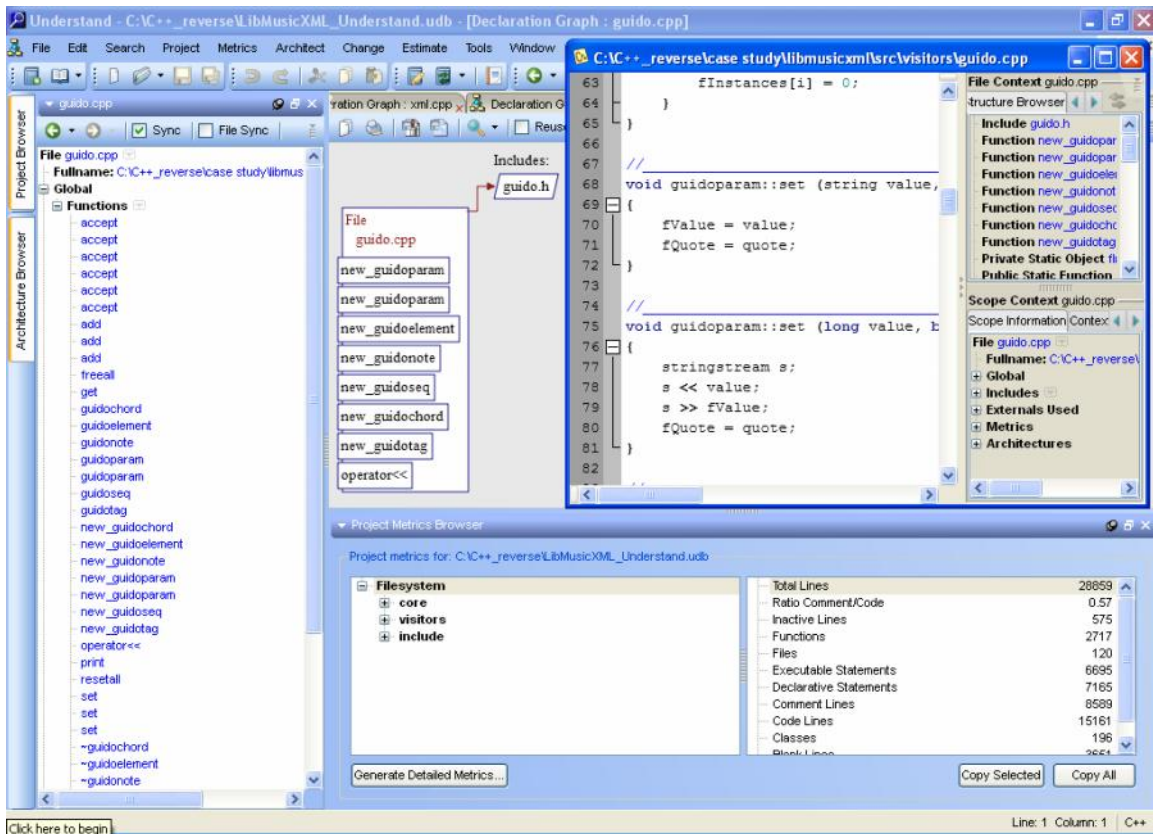 Understand - C:\C++_reverse\LibMusicXML_Understand.udb - [Declaration Graph : guido.cpp]
File Edit Search Project Metrics Architect Change Estimate Tools Window
Project Browser
Architecture Browser
guido.cpp
Sync File Sync
File guido.cpp
Fullname: C:\C++_reverse\case study\libmus
Global
Functions
accept
accept
accept
accept
accept
accept
add
add
add
freeall
get
guidochord
guidoelement
guidonote
guidoparam
guidoparam
guidoseq
guidotag
new_guidochord
new_guidoelement
new_guidonote
new_guidoparam
new_guidoparam
new_guidoseq
new_guidotag
operator<<
print
resetall
set
set
set
~guidochord
~guidoelement
~guidonote
Click here to begin
ration Graph : xml.cpp Declaration G
Reus
Includes:
guido.h
File
guido.cpp
new_guidoparam
new_guidoparam
new_guidoelement
new_guidonote
new_guidoseq
new_guidochord
new_guidotag
operator<<
C:\C++_reverse\case study\libmusicxml\src\visitors\guido.cpp
63 fInstances[i] = 0;
64 }
65 }
66
67 //
68 void guidoparam::set (string value,
69 {
70 fValue = value;
71 fQuote = quote;
72 }
73
74 //
75 void guidoparam::set (long value, b
76 {
77 stringstream s;
78 s << value;
79 s >> fValue;
80 fQuote = quote;
81 }
82
File Context guido.cpp
structure Browser
Include guido.h
Function new_guidopar
Function new_guidopar
Function new_guidoele
Function new_guidonot
Function new_guidoseq
Function new_guidocho
Function new_guidotag
Private Static Object fI
Public Static Function
Scope Context guido.cpp
Scope Information Contex
File guido.cpp
Fullname: C:\C++_reverse\
Global
Includes
Externals Used
Metrics
Architectures
Project Metrics Browser
Project metrics for: C:\C++_reverse\LibMusicXML_Understand.udb
Filesystem
core
visitors
include
Total Lines 28859
Ratio Comment/Code 0.57
Inactive Lines 575
Functions 2717
Files 120
Executable Statements 6695
Declarative Statements 7165
Comment Lines 8589
Code Lines 15161
Classes 196
Blank Lines 3651
Generate Detailed Metrics... Copy Selected Copy All
Line: 1 Column: 1 C++